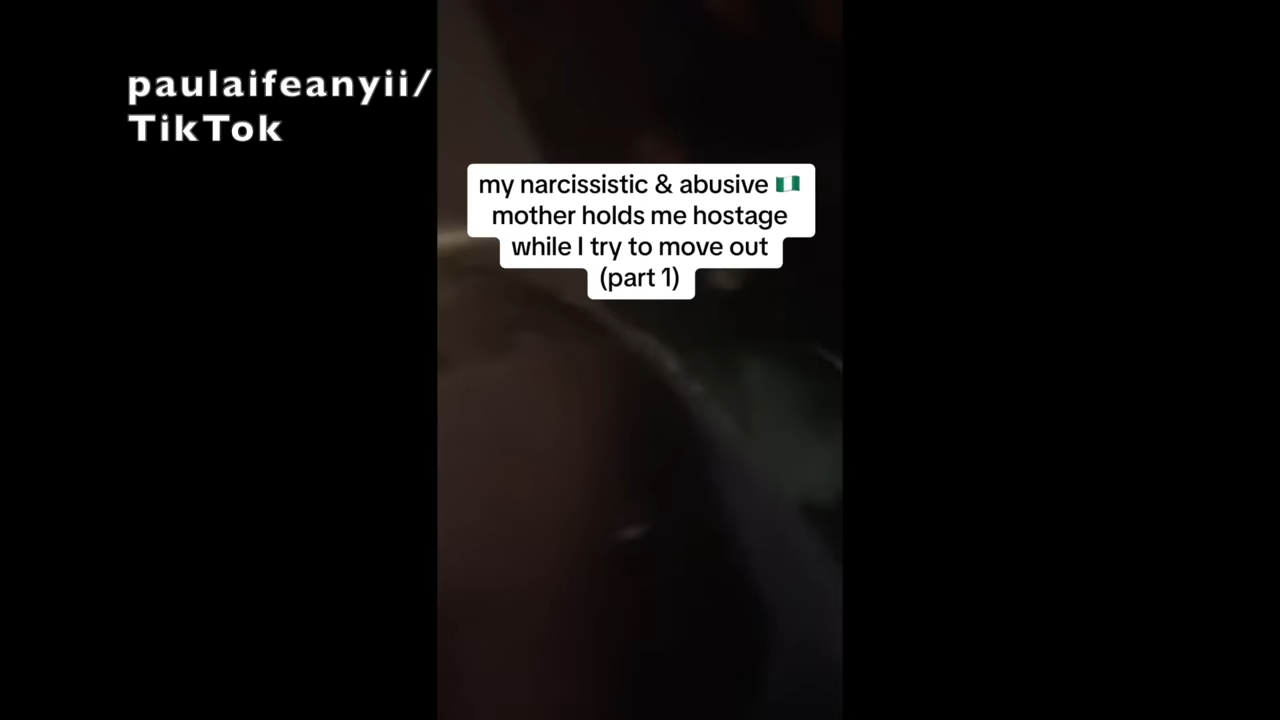 paulaifeanyii/
TikTok
my narcissistic & abusive 🇳🇬
mother holds me hostage
while I try to move out
(part 1)